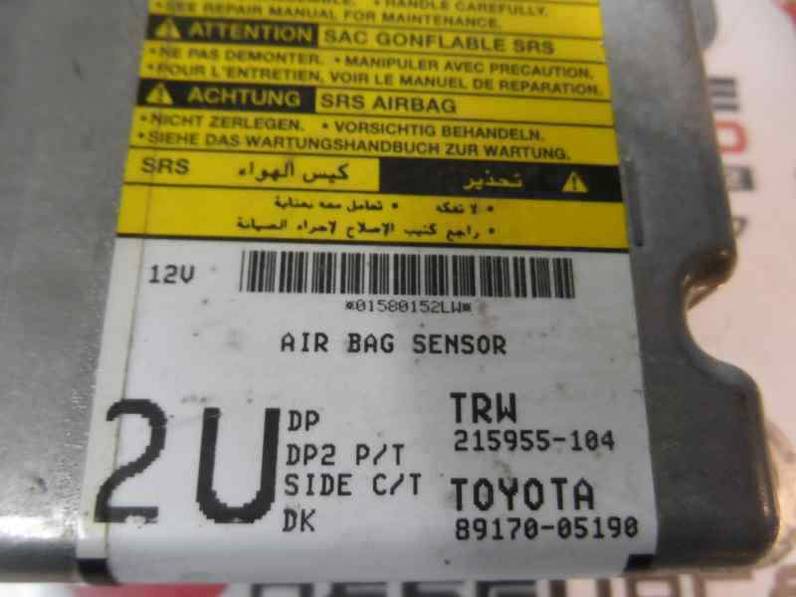 • HANDLE CAREFULLY.
• SEE REPAIR MANUAL FOR MAINTENANCE.
ATTENTION SAC GONFLABLE SRS
• NE PAS DEMONTER. • MANIPULER AVEC PRECAUTION.
• POUR L'ENTRETIEN, VOIR LE MANUEL DE REPARATION.
ACHTUNG SRS AIRBAG
• NICHT ZERLEGEN. • VORSICHTIG BEHANDELN.
• SIEHE DAS WARTUNGSHANDBUCH ZUR WARTUNG.
تحذير كيس الهواء SRS
• لا تفكه • تعامل معه بعناية
• راجع كتيب الإصلاح لاجراء الصيانة
12V
*01580152LW*
AIR BAG SENSOR
2U
DP
DP2 P/T
SIDE C/T
DK
TRW
215955-104
TOYOTA
89170-05190